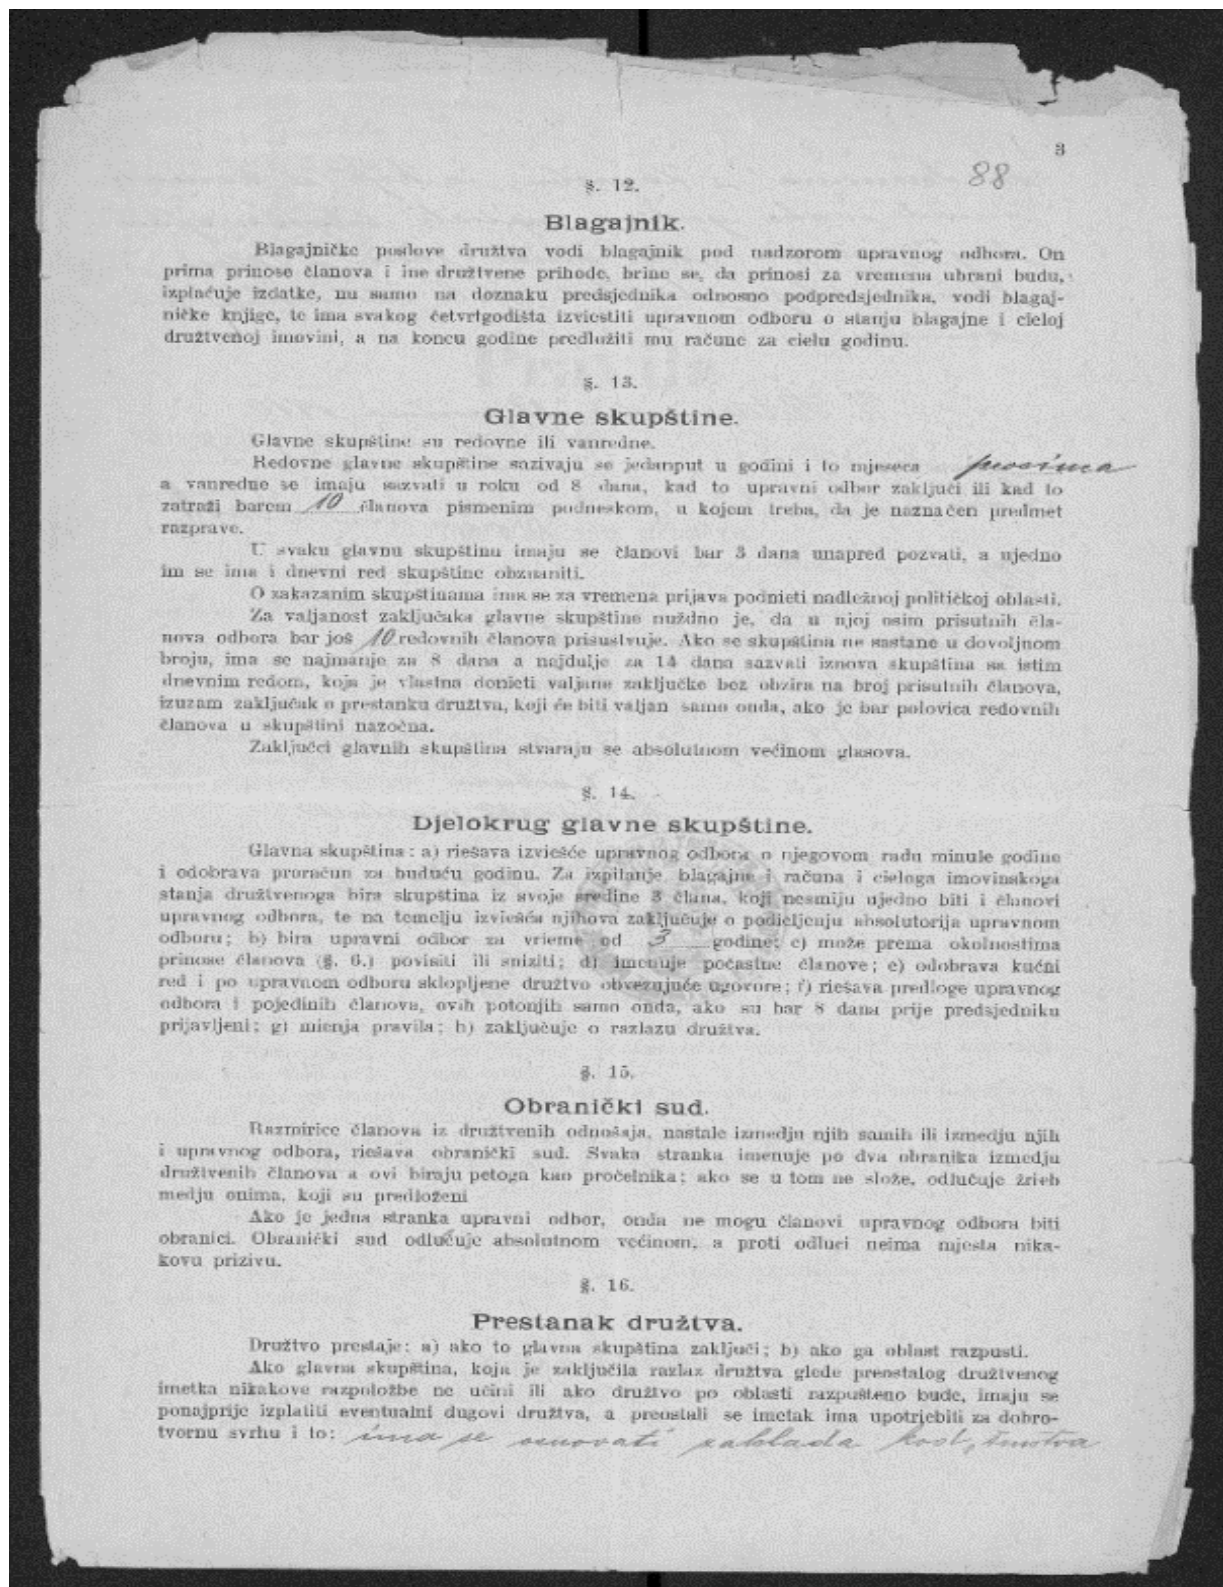 3
88
§. 12.
Blagajnik.
Blagajničke poslove družtva vodi blagajnik pod nadzorom upravnog odbora. On
prima prinose članova i ine družtvene prihode, brine se, da prinosi za vremena ubrani budu,
izplaćuje izdatke, nu samo na doznaku predsjednika odnosno podpredsjednika, vodi blagaj-
ničke knjige, te ima svakog četvrtgodišta izviestiti upravnom odboru o stanju blagajne i cieloj
družtvenoj imovini, a na koncu godine predložiti mu račune za cielu godinu.
§. 13.
Glavne skupštine.
Glavne skupštine su redovne ili vanredne.
Redovne glavne skupštine sazivaju se jedanput u godini i to mjeseca prosinca
a vanredne se imaju sazvati u roku od 8 dana, kad to upravni odbor zaključi ili kad to
zatraži barem 10 članova pismenim podneskom, u kojem treba, da je naznačen predmet
razprave.
U svaku glavnu skupštinu imaju se članovi bar 3 dana unapred pozvati, a ujedno
im se ima i dnevni red skupštine obznaniti.
O zakazanim skupštinama ima se za vremena prijava podnieti nadležnoj političkoj oblasti.
Za valjanost zaključaka glavne skupštine nuždno je, da u njoj osim prisutnih čla-
nova odbora bar još 10 redovnih članova prisustvuje. Ako se skupština ne sastane u dovoljnom
broju, ima se najmanje za 8 dana a najdulje za 14 dana sazvati iznova skupština sa istim
dnevnim redom, koja je vlastna donieti valjane zaključke bez obzira na broj prisutnih članova,
izuzam zaključak o prestanku družtva, koji će biti valjan samo onda, ako je bar polovica redovnih
članova u skupštini nazočna.
Zaključci glavnih skupština stvaraju se absolutnom većinom glasova.
§. 14.
Djelokrug glavne skupštine.
Glavna skupština: a) riešava izviešće upravnog odbora o njegovom radu minule godine
i odobrava proračun za buduću godinu. Za izpitanje blagajne i računa i cieloga imovinskoga
stanja družtvenoga bira skupština iz svoje sredine 3 člana, koji nesmiju ujedno biti i članovi
upravnog odbora, te na temelju izviešća njihova zaključuje o podieljenju absolutorija upravnom
odboru; b) bira upravni odbor za vrieme od 3 godine; c) može prema okolnostima
prinose članova (§. 6.) povisiti ili sniziti; d) imenuje počastne članove; e) odobrava kućni
red i po upravnom odboru sklopljene družtvo obvezujuće ugovore; f) riešava predloge upravnog
odbora i pojedinih članova, ovih potonjih samo onda, ako su bar 8 dana prije predsjedniku
prijavljeni; g) mienja pravila; h) zaključuje o razlazu družtva.
§. 15.
Obranički sud.
Razmirice članova iz družtvenih odnošaja, nastale izmedju njih samih ili izmedju njih
i upravnog odbora, riešava obranički sud. Svaka stranka imenuje po dva obranika izmedju
družtvenih članova a ovi biraju petoga kao pročelnika; ako se u tom ne slože, odlučuje žrieb
medju onima, koji su predloženi
Ako je jedna stranka upravni odbor, onda ne mogu članovi upravnog odbora biti
obranici. Obranički sud odlučuje absolutnom većinom, a proti odluci neima mjesta nika-
kovu prizivu.
§. 16.
Prestanak družtva.
Družtvo prestaje: a) ako to glavna skupština zaključi; b) ako ga oblast razpusti.
Ako glavna skupština, koja je zaključila razlaz družtva glede preostalog družtvenog
imetka nikakove razpoložbe ne učini ili ako družtvo po oblasti razpušteno bude, imaju se
ponajprije izplatiti eventualni dugovi družtva, a preostali se imetak ima upotriebiti za dobro-
tvornu svrhu i to: ima se osnovati zaklada kod